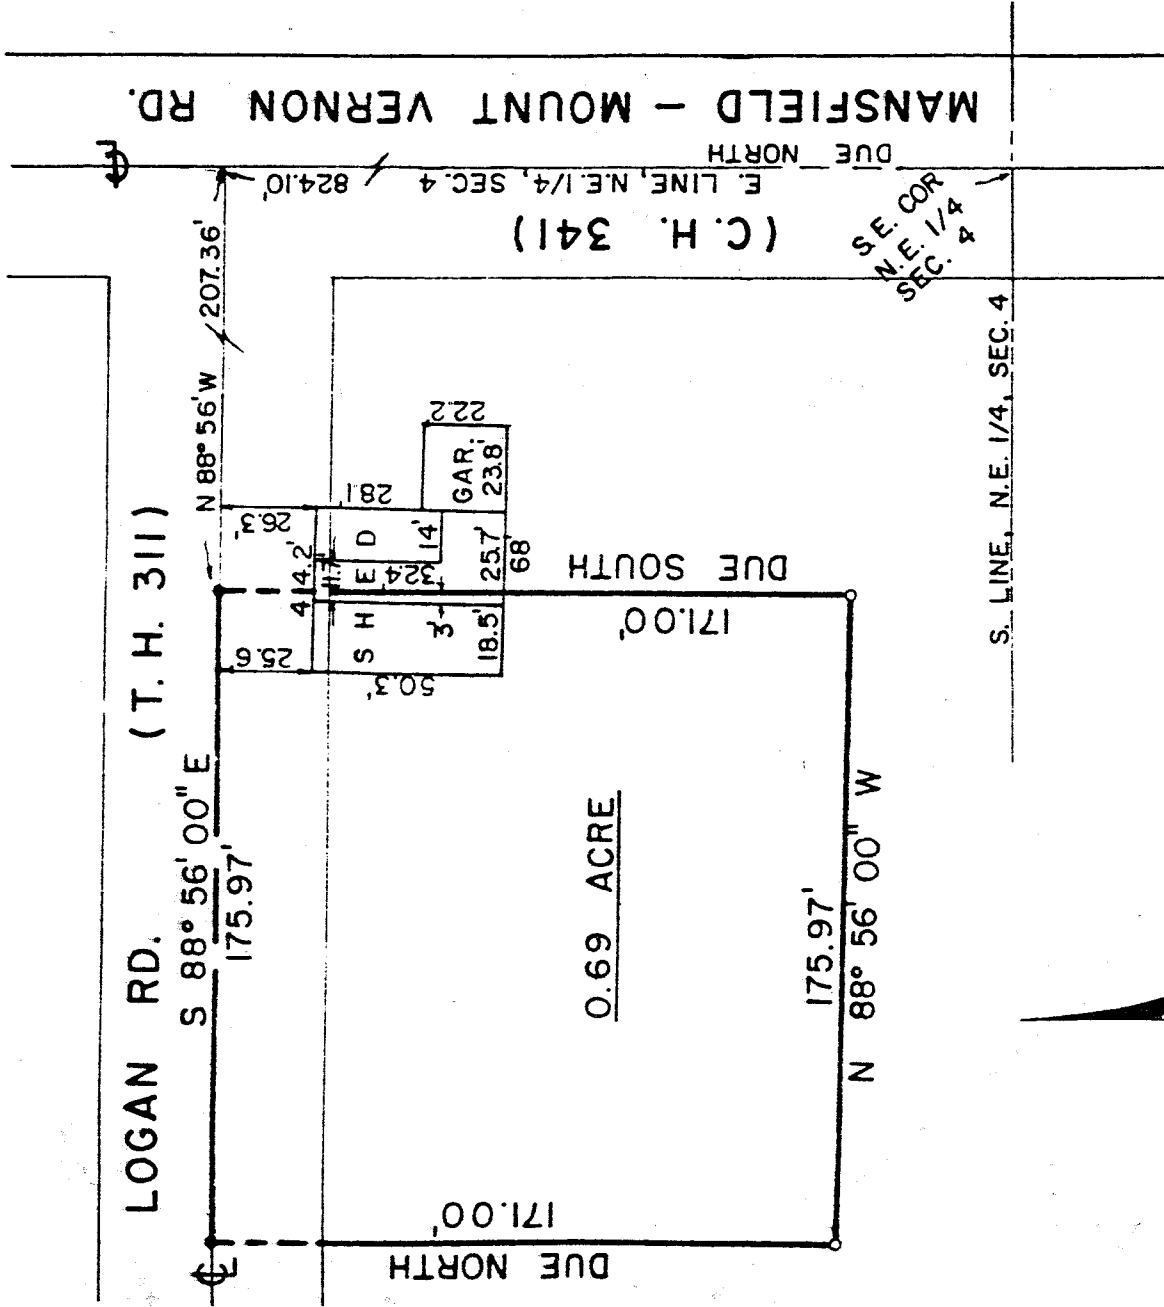 MANSFIELD – MOUNT VERNON RD.
DUE NORTH
E. LINE, N.E. 1/4, SEC. 4
824.10'
(C. H. 341)
S.E. COR
N.E. 1/4
SEC. 4
S. LINE, N.E. 1/4, SEC. 4
LOGAN RD. (T. H. 311)
N 88° 56' W
207.36'
S 88° 56' 00" E
175.97'
26.3'
25.6'
28.1
22.2
GAR.
23.8'
4
14.2'
11.7
SHED
14'
32.4
3'
25.7'
68'
18.5'
50.3'
DUE SOUTH
171.00'
0.69 ACRE
175.97'
N 88° 56' 00" W
171.00'
DUE NORTH